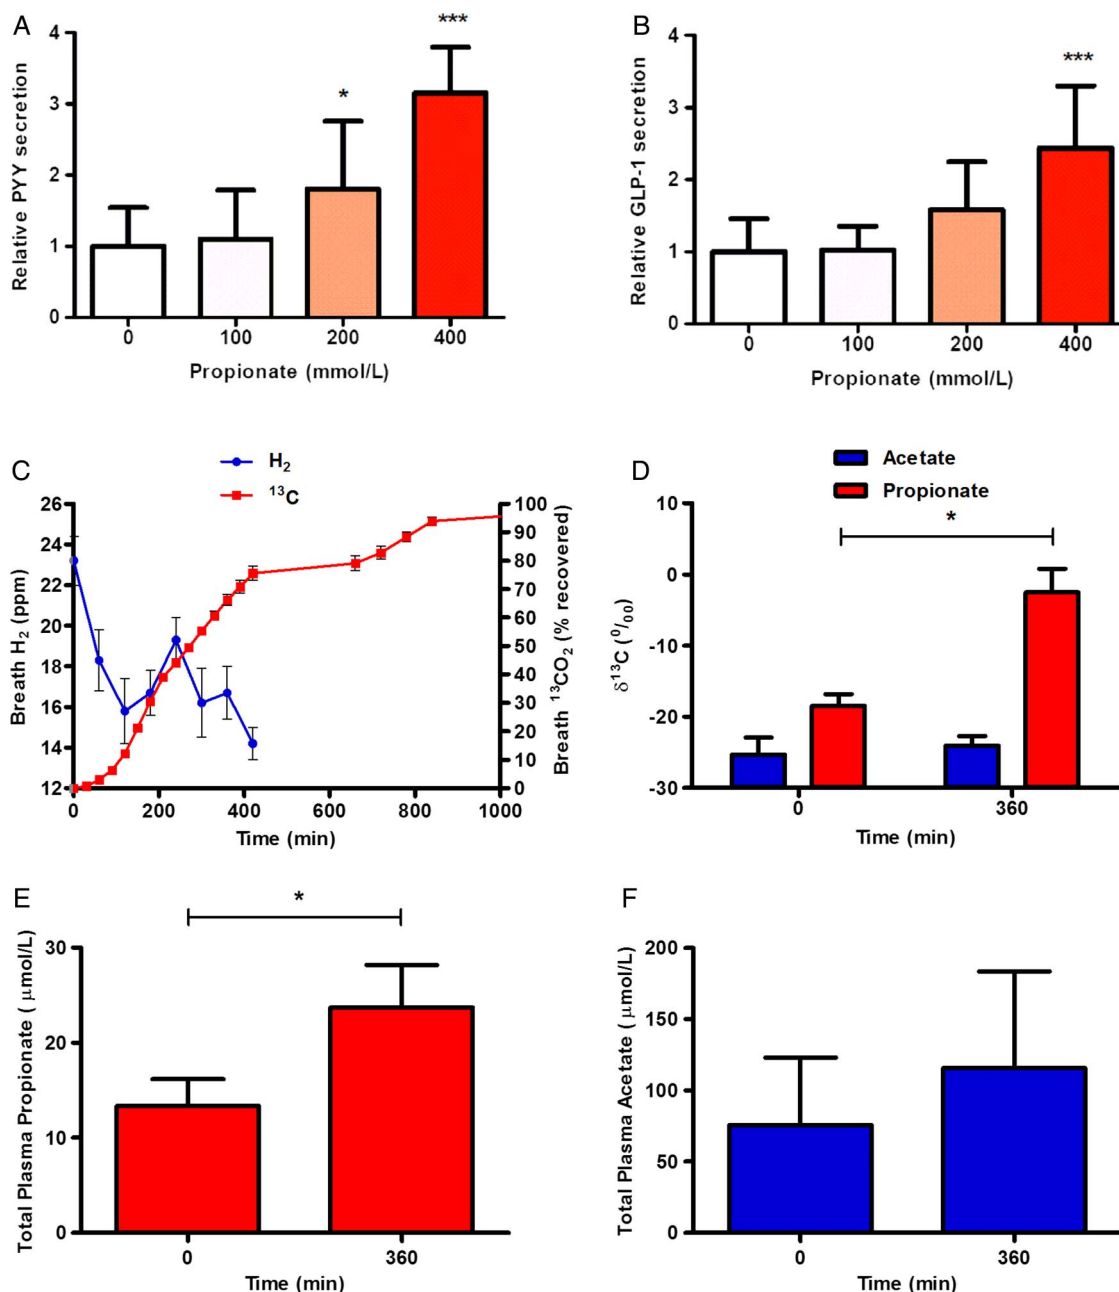 A
Relative PYY secretion
4
3
2
1
0
*
***
0 100 200 400
Propionate (mmol/L)
B
Relative GLP-1 secretion
4
3
2
1
0
***
0 100 200 400
Propionate (mmol/L)
C
H₂
¹³C
Breath H₂ (ppm)
26
24
22
20
18
16
14
12
100
90
80
70
60
50
40
30
20
10
0
Breath ¹³CO₂ (% recovered)
0 200 400 600 800 1000
Time (min)
D
Acetate
Propionate
δ¹³C (⁰/₀₀)
10
0
-10
-20
-30
*
0 360
Time (min)
E
Total Plasma Propionate ( μmol/L)
30
20
10
0
*
0 360
Time (min)
F
Total Plasma Acetate ( μmol/L)
200
150
100
50
0
0 360
Time (min)